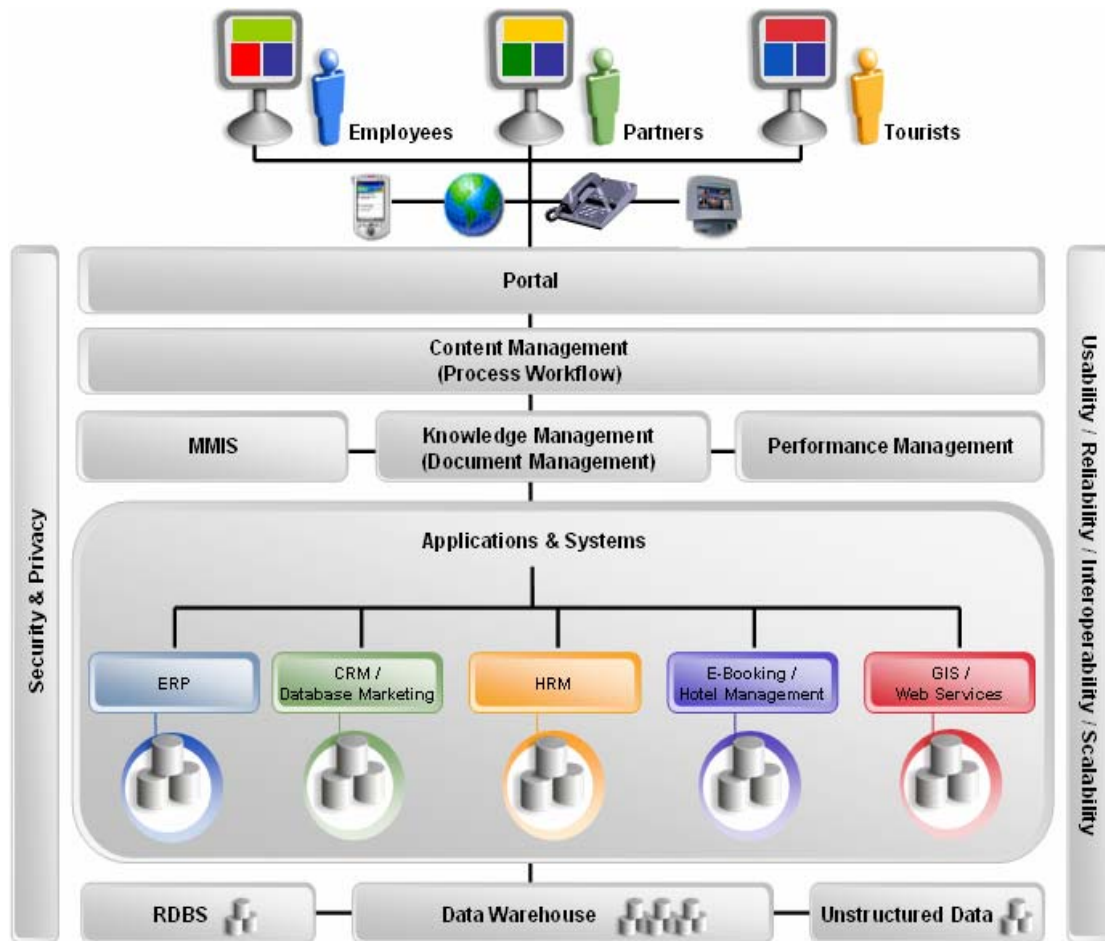 Employees
Partners
Tourists
Portal
Content Management
(Process Workflow)
MMIS
Knowledge Management
(Document Management)
Performance Management
Applications & Systems
ERP
CRM /
Database Marketing
HRM
E-Booking /
Hotel Management
GIS /
Web Services
RDBS
Data Warehouse
Unstructured Data
Security & Privacy
Usability / Reliability / Interoperability / Scalability